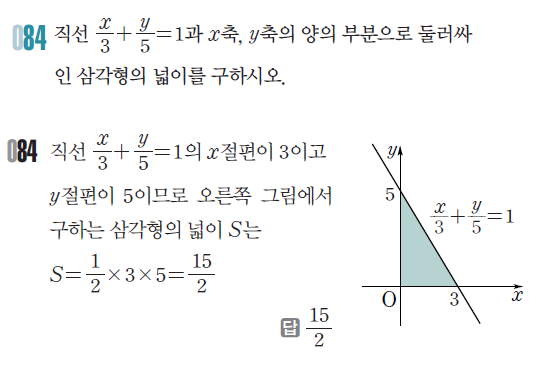 084 직선 x/3+y/5=1과 x축, y축의 양의 부분으로 둘러싸
인 삼각형의 넓이를 구하시오.
084 직선 x/3+y/5=1의 x절편이 3이고
y절편이 5이므로 오른쪽 그림에서
구하는 삼각형의 넓이 S는
S=1/2×3×5=15/2
답 15/2
y
5
x/3+y/5=1
O 3 x